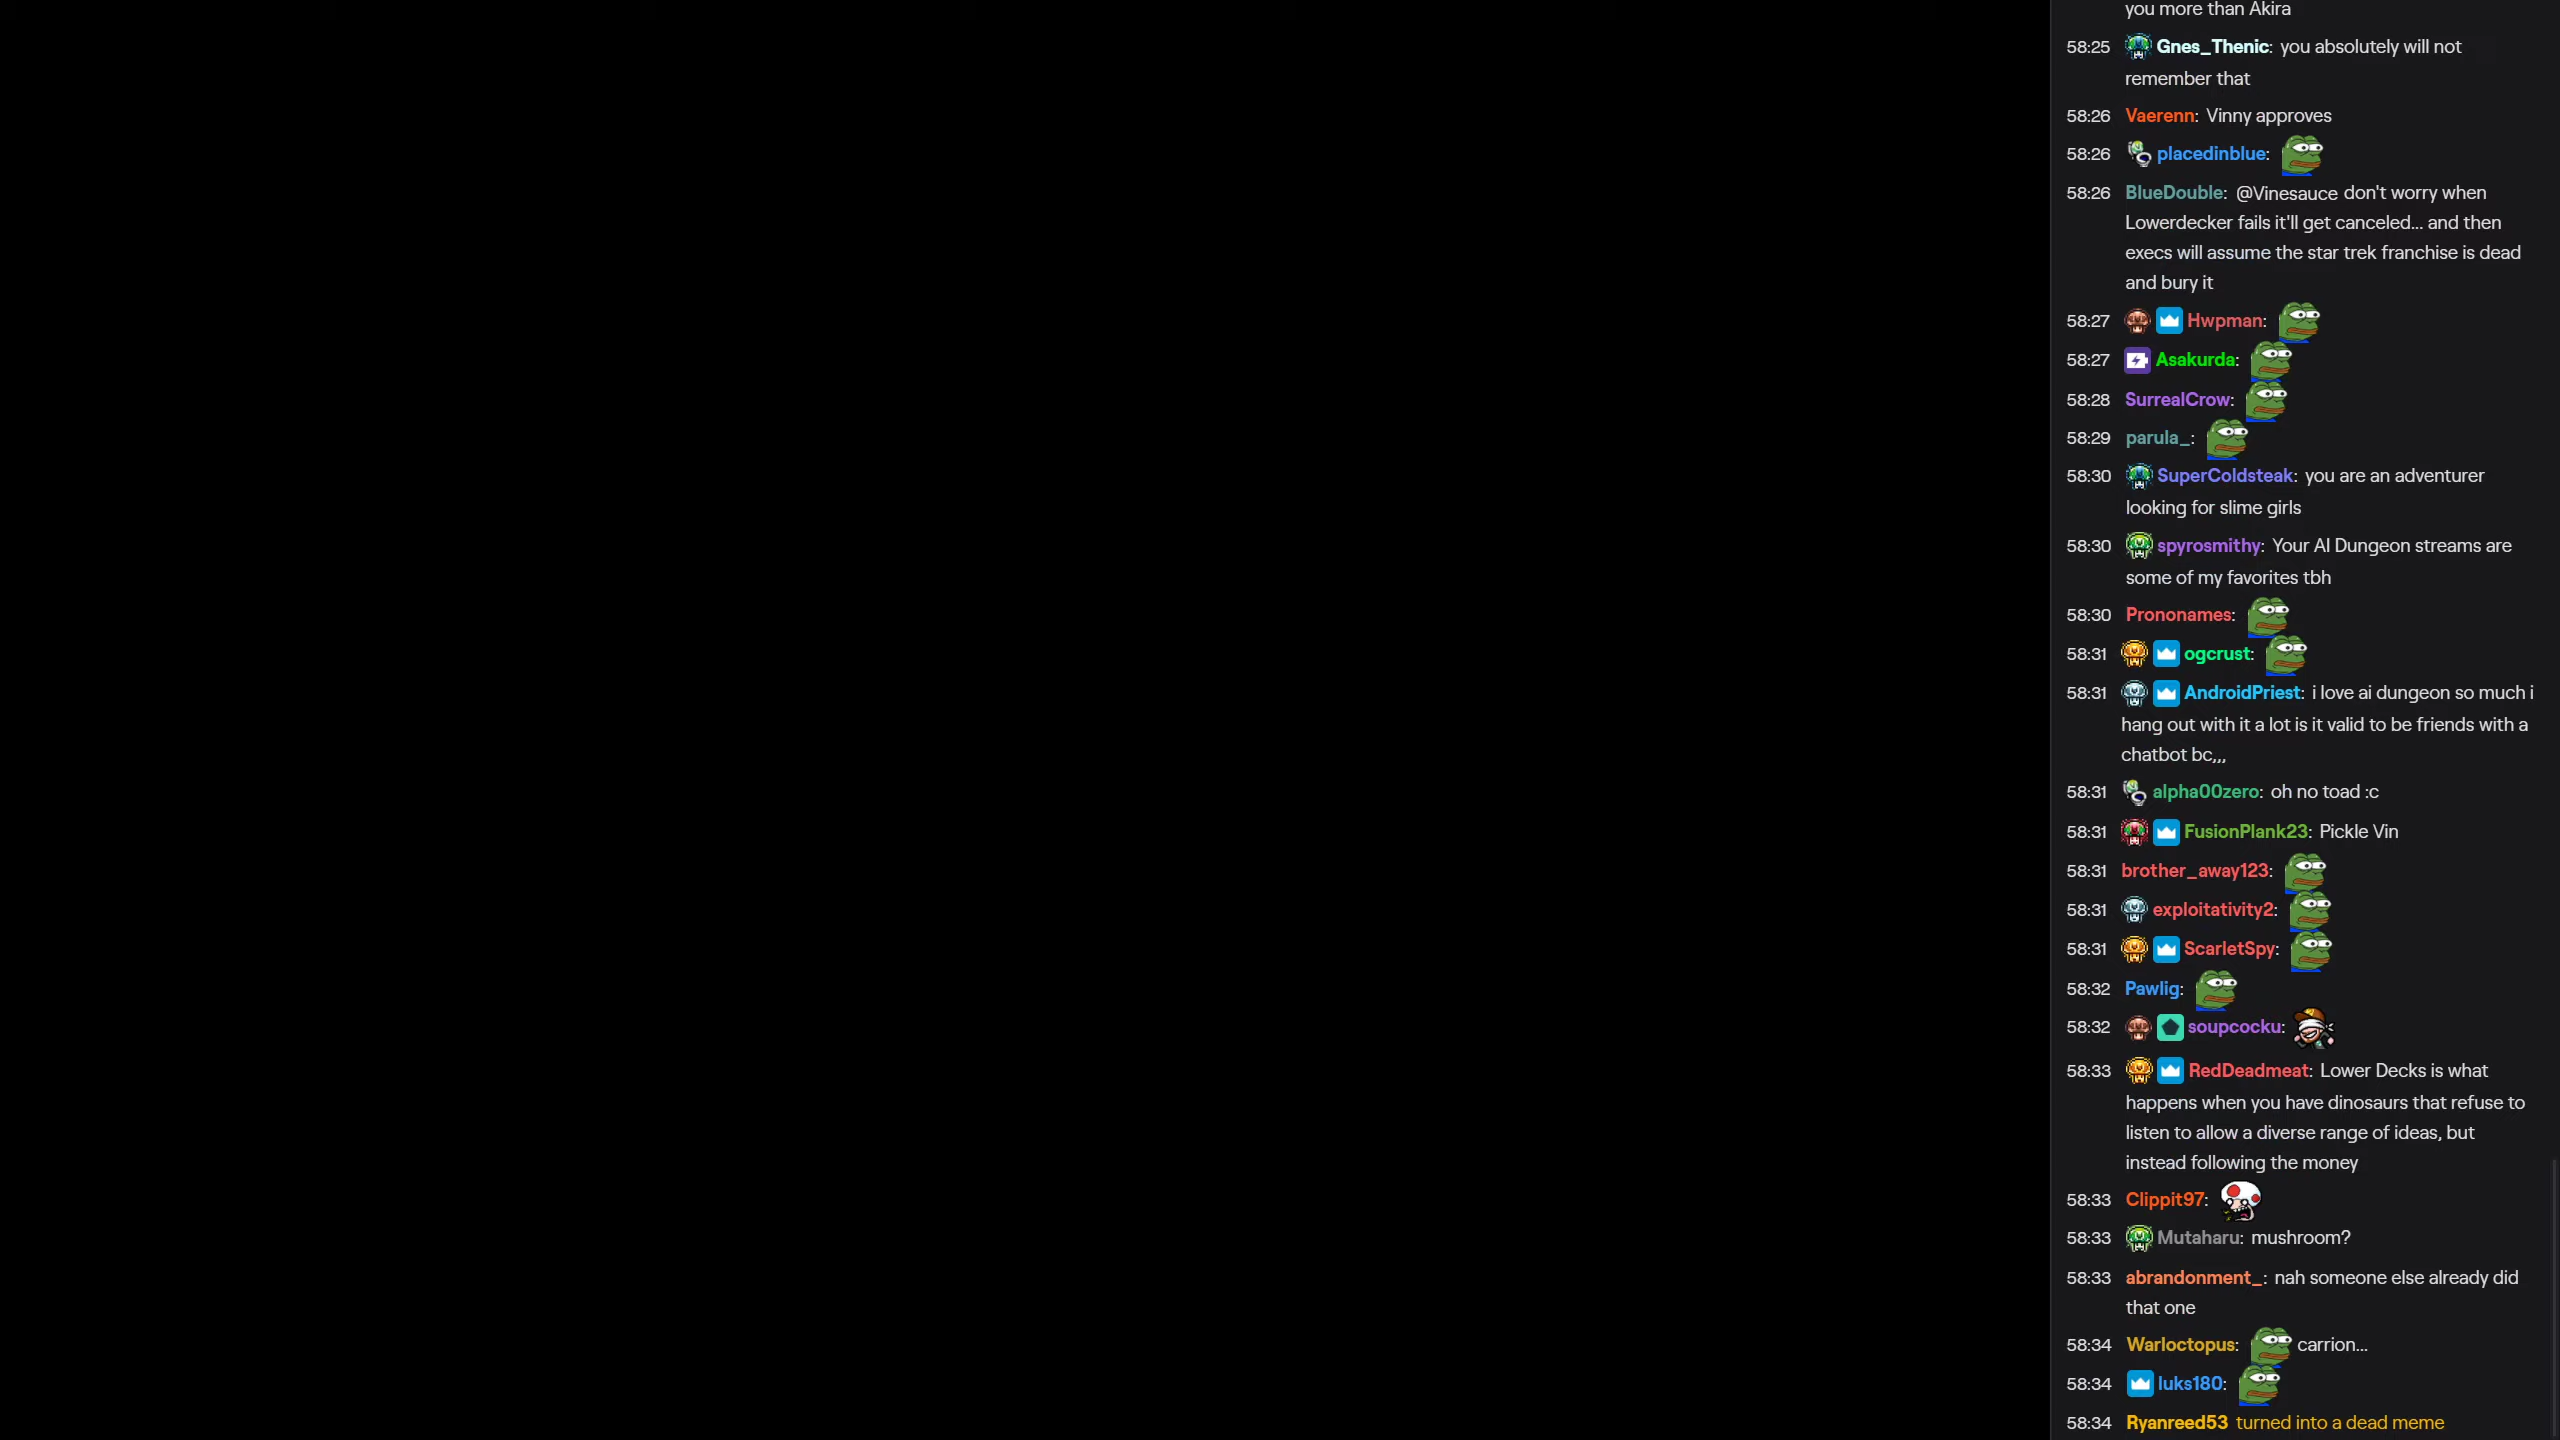 you more than Akira
58:25 Gnes_Thenic: you absolutely will not
remember that
58:26 Vaerenn: Vinny approves
58:26 placedinblue:
58:26 BlueDouble: @Vinesauce don't worry when
Lowerdecker fails it'll get canceled... and then
execs will assume the star trek franchise is dead
and bury it
58:27 Hwpman:
58:27 Asakurda:
58:28 SurrealCrow:
58:29 parula_:
58:30 SuperColdsteak: you are an adventurer
looking for slime girls
58:30 spyrosmithy: Your AI Dungeon streams are
some of my favorites tbh
58:30 Prononames:
58:31 ogcrust:
58:31 AndroidPriest: i love ai dungeon so much i
hang out with it a lot is it valid to be friends with a
chatbot bc,,,
58:31 alpha00zero: oh no toad :c
58:31 FusionPlank23: Pickle Vin
58:31 brother_away123:
58:31 exploitativity2:
58:31 ScarletSpy:
58:32 Pawlig:
58:32 soupcocku:
58:33 RedDeadmeat: Lower Decks is what
happens when you have dinosaurs that refuse to
listen to allow a diverse range of ideas, but
instead following the money
58:33 Clippit97:
58:33 Mutaharu: mushroom?
58:33 abrandonment_: nah someone else already did
that one
58:34 Warloctopus: carrion...
58:34 luks180:
58:34 Ryanreed53 turned into a dead meme